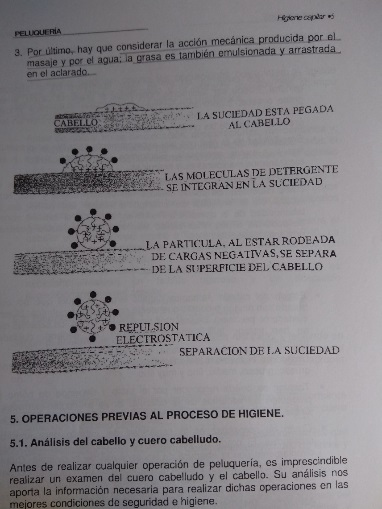 Higiene capilar
PELUQUERÍA
3. Por último, hay que considerar la acción mecánica producida por el
masaje y por el agua; la grasa es también emulsionada y arrastrada
en el aclarado.
CABELLO
LA SUCIEDAD ESTA PEGADA
AL CABELLO
LAS MOLECULAS DE DETERGENTE
SE INTEGRAN EN LA SUCIEDAD
LA PARTICULA, AL ESTAR RODEADA
DE CARGAS NEGATIVAS, SE SEPARA
DE LA SUPERFICIE DEL CABELLO
REPULSION
ELECTROSTATICA
SEPARACION DE LA SUCIEDAD
5. OPERACIONES PREVIAS AL PROCESO DE HIGIENE.
5.1. Análisis del cabello y cuero cabelludo.
Antes de realizar cualquier operación de peluquería, es imprescindible
realizar un examen del cuero cabelludo y el cabello. Su análisis nos
aporta la información necesaria para realizar dichas operaciones en las
mejores condiciones de seguridad e higiene.